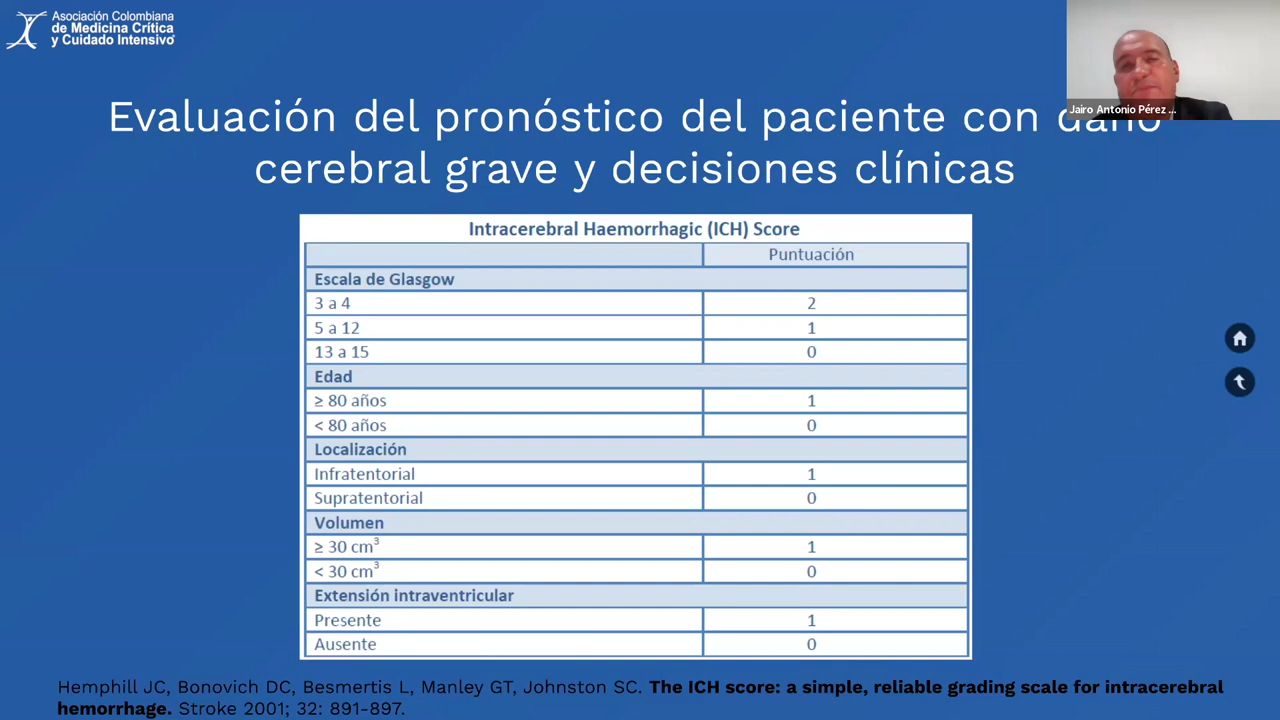 Asociación Colombiana
de Medicina Crítica
y Cuidado Intensivo
Jairo Antonio Pérez ...
Evaluación del pronóstico del paciente con daño
cerebral grave y decisiones clínicas
Intracerebral Haemorrhagic (ICH) Score
Puntuación
Escala de Glasgow
3 a 4 2
5 a 12 1
13 a 15 0
Edad
≥ 80 años 1
< 80 años 0
Localización
Infratentorial 1
Supratentorial 0
Volumen
≥ 30 cm³ 1
< 30 cm³ 0
Extensión intraventricular
Presente 1
Ausente 0
Hemphill JC, Bonovich DC, Besmertis L, Manley GT, Johnston SC. The ICH score: a simple, reliable grading scale for intracerebral
hemorrhage. Stroke 2001; 32: 891-897.